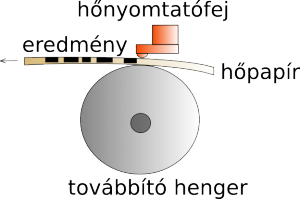 hőnyomtatófej
eredmény
hőpapír
továbbító henger